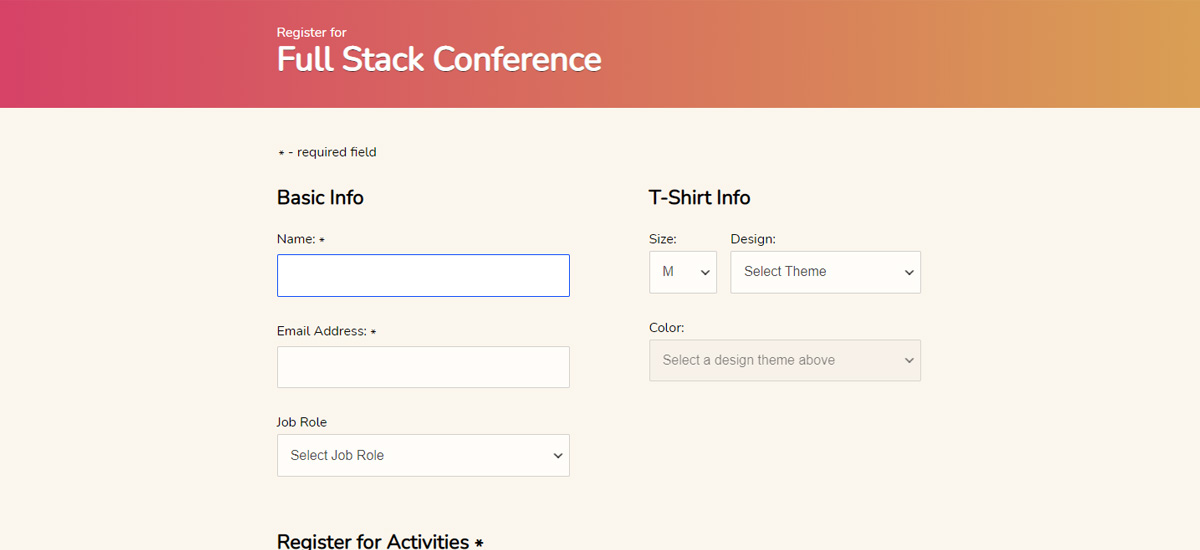 Register for
Full Stack Conference
* - required field
Basic Info
Name: *
Email Address: *
Job Role
Select Job Role
T-Shirt Info
Size:
Design:
M
Select Theme
Color:
Select a design theme above
Register for Activities *